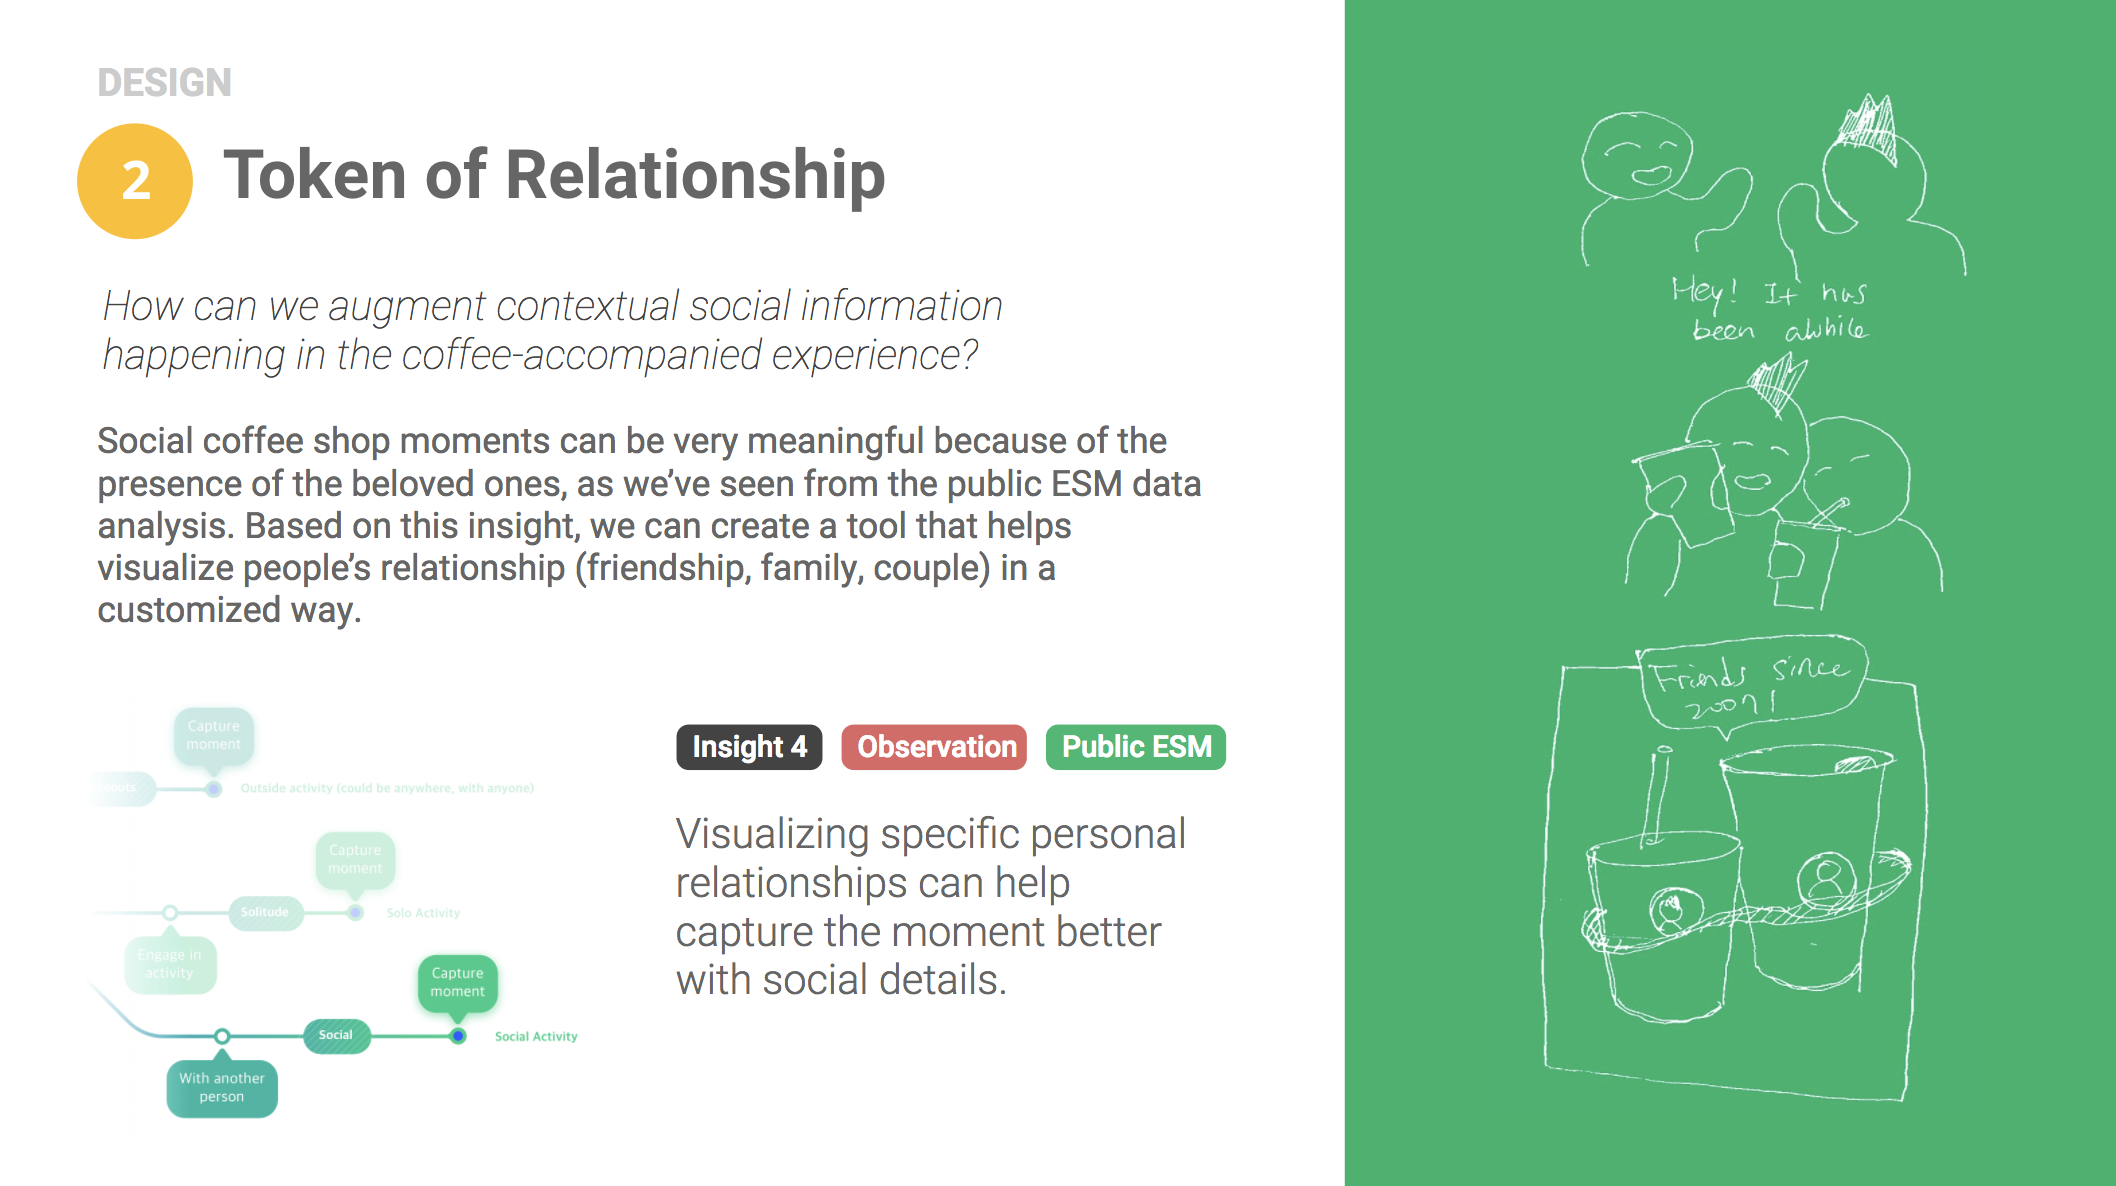 DESIGN
2
Token of Relationship
How can we augment contextual social information
happening in the coffee-accompanied experience?
Social coffee shop moments can be very meaningful because of the
presence of the beloved ones, as we’ve seen from the public ESM data
analysis. Based on this insight, we can create a tool that helps
visualize people’s relationship (friendship, family, couple) in a
customized way.
Capture
moment
Outside activity (could be anywhere, with anyone)
Capture
moment
Solitude
Solo Activity
Engage in
activity
Capture
moment
Social
Social Activity
With another
person
Insight 4
Observation
Public ESM
Visualizing specific personal
relationships can help
capture the moment better
with social details.
Hey! It has
been awhile
Friends since
2007!